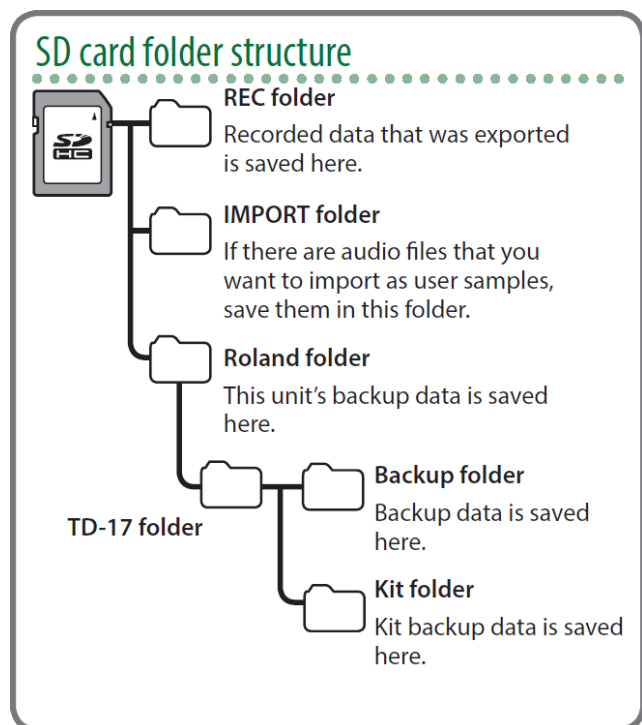 SD card folder structure
REC folder
Recorded data that was exported
is saved here.
SD
HC
IMPORT folder
If there are audio files that you
want to import as user samples,
save them in this folder.
Roland folder
This unit's backup data is saved
here.
Backup folder
Backup data is saved
here.
TD-17 folder
Kit folder
Kit backup data is saved
here.